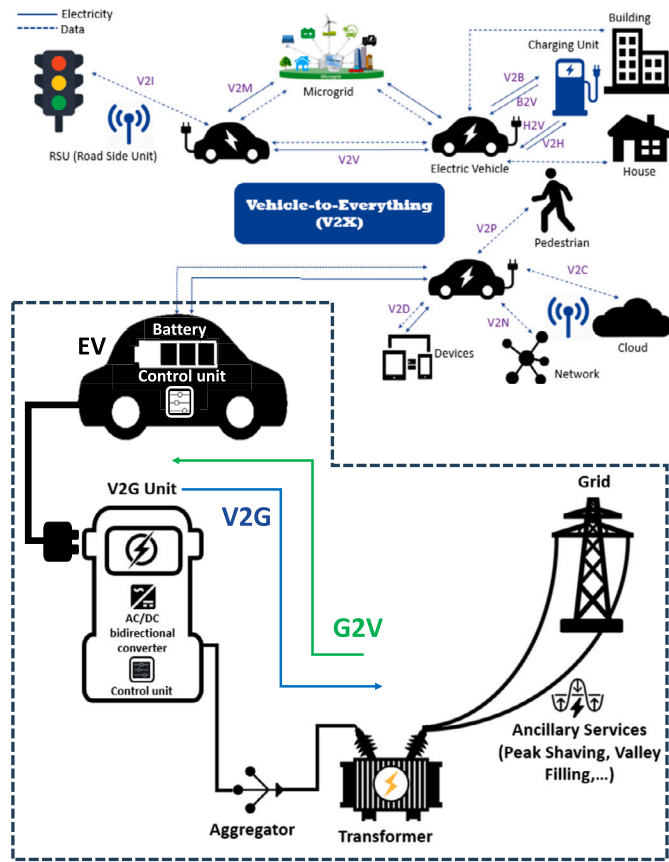 Electricity
Data
Building
Charging Unit
V2I
V2M
Microgrid
Microgrid
V2B
B2V
H2V
V2H
RSU (Road Side Unit)
V2V
Electric Vehicle
House
Vehicle-to-Everything
(V2X)
V2P
Pedestrian
V2C
V2D
V2N
Devices
Cloud
Network
EV
Battery
Control unit
V2G Unit
V2G
G2V
Grid
AC/DC
bidirectional
converter
Control unit
Ancillary Services
(Peak Shaving, Valley
Filling,...)
Aggregator
Transformer